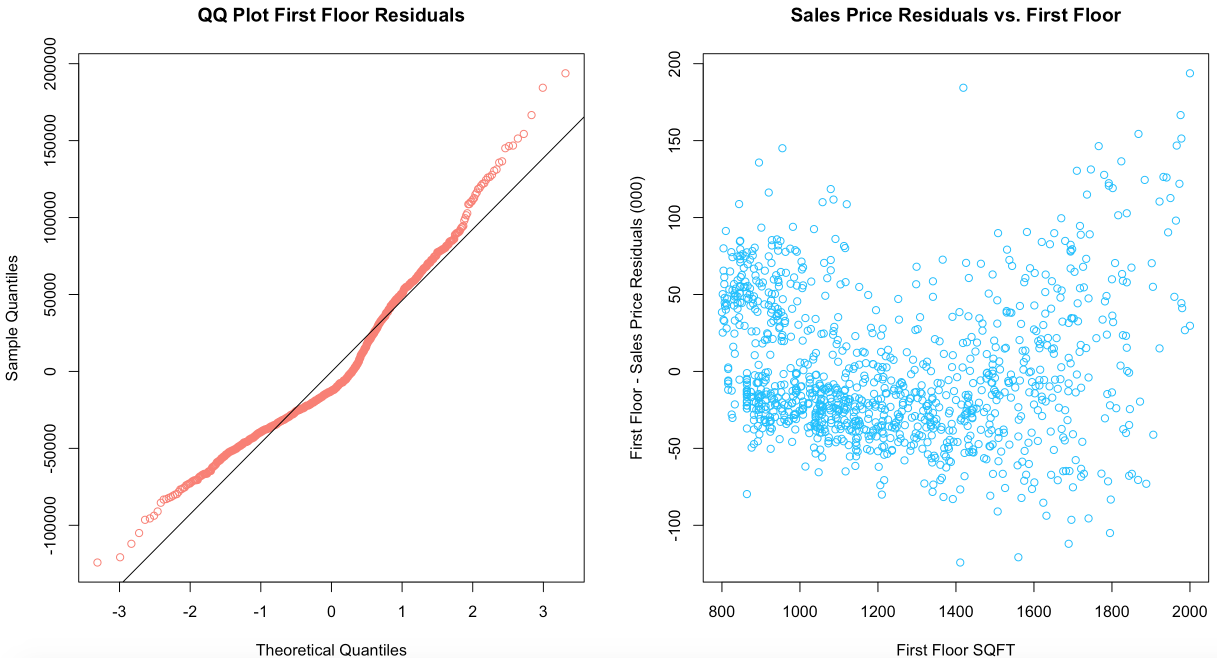 QQ Plot First Floor Residuals
200000
150000
100000
50000
0
-50000
-100000
Sample Quantiles
-3 -2 -1 0 1 2 3
Theoretical Quantiles
Sales Price Residuals vs. First Floor
200
150
100
50
0
-50
-100
First Floor - Sales Price Residuals (000)
800 1000 1200 1400 1600 1800 2000
First Floor SQFT